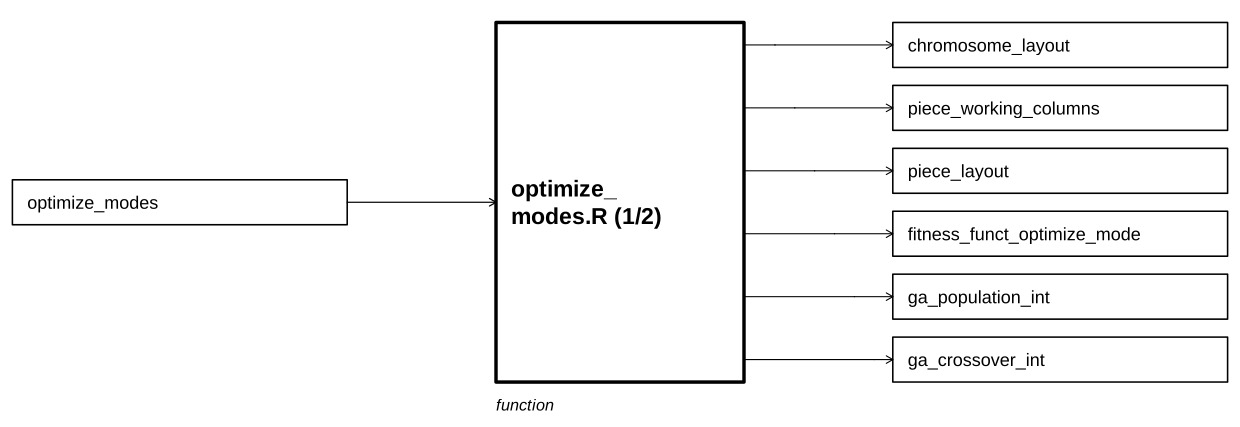 optimize_modes
optimize_
modes.R (1/2)
function
chromosome_layout
piece_working_columns
piece_layout
fitness_funct_optimize_mode
ga_population_int
ga_crossover_int